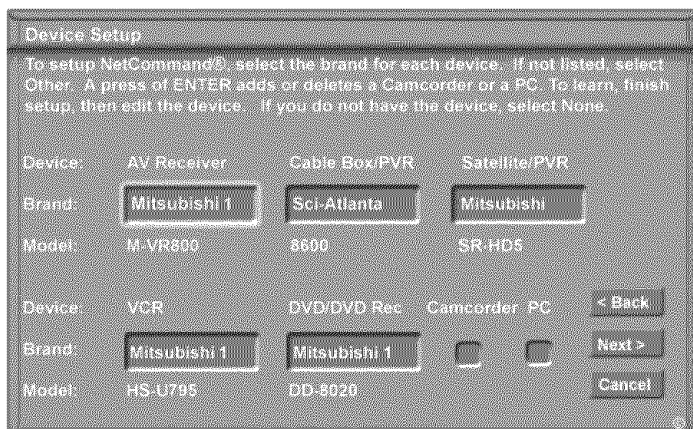 Device Setup
To setup NetCommand®, select the brand for each device. If not listed, select
Other. A press of ENTER adds or deletes a Camcorder or a PC. To learn, finish
setup, then edit the device. If you do not have the device, select None.
Device: AV Receiver Cable Box/PVR Satellite/PVR
Brand: Mitsubishi 1 Sci-Atlanta Mitsubishi
Model: M-VR800 8600 SR-HD5
Device: VCR DVD/DVD Rec Camcorder PC < Back
Brand: Mitsubishi 1 Mitsubishi 1 Next >
Model: HS-U795 DD-8020 Cancel
©